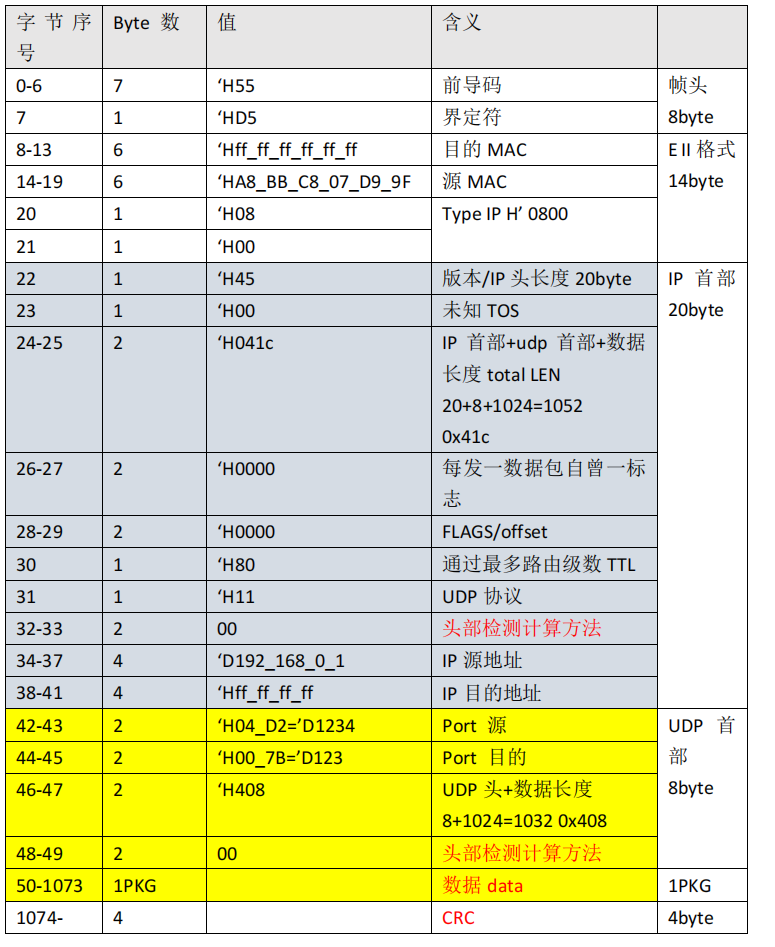 字节序号 Byte 数 值 含义
0-6 7 ‘H55 前导码 帧头
7 1 ‘HD5 界定符 8byte
8-13 6 ‘Hff_ff_ff_ff_ff_ff 目的 MAC E II 格式
14-19 6 ‘HA8_BB_C8_07_D9_9F 源 MAC 14byte
20 1 ‘H08 Type IP H’ 0800
21 1 ‘H00
22 1 ‘H45 版本/IP 头长度 20byte IP 首部
23 1 ‘H00 未知 TOS 20byte
24-25 2 ‘H041c IP 首部+udp 首部+数据
长度 total LEN
20+8+1024=1052
0x41c
26-27 2 ‘H0000 每发一数据包自曾一标
志
28-29 2 ‘H0000 FLAGS/offset
30 1 ‘H80 通过最多路由级数 TTL
31 1 ‘H11 UDP 协议
32-33 2 00 头部检测计算方法
34-37 4 ‘D192_168_0_1 IP 源地址
38-41 4 ‘Hff_ff_ff_ff IP 目的地址
42-43 2 ‘H04_D2=’D1234 Port 源 UDP 首
44-45 2 ‘H00_7B=’D123 Port 目的 部
46-47 2 ‘H408 UDP 头+数据长度 8byte
8+1024=1032 0x408
48-49 2 00 头部检测计算方法
50-1073 1PKG 数据 data 1PKG
1074- 4 CRC 4byte